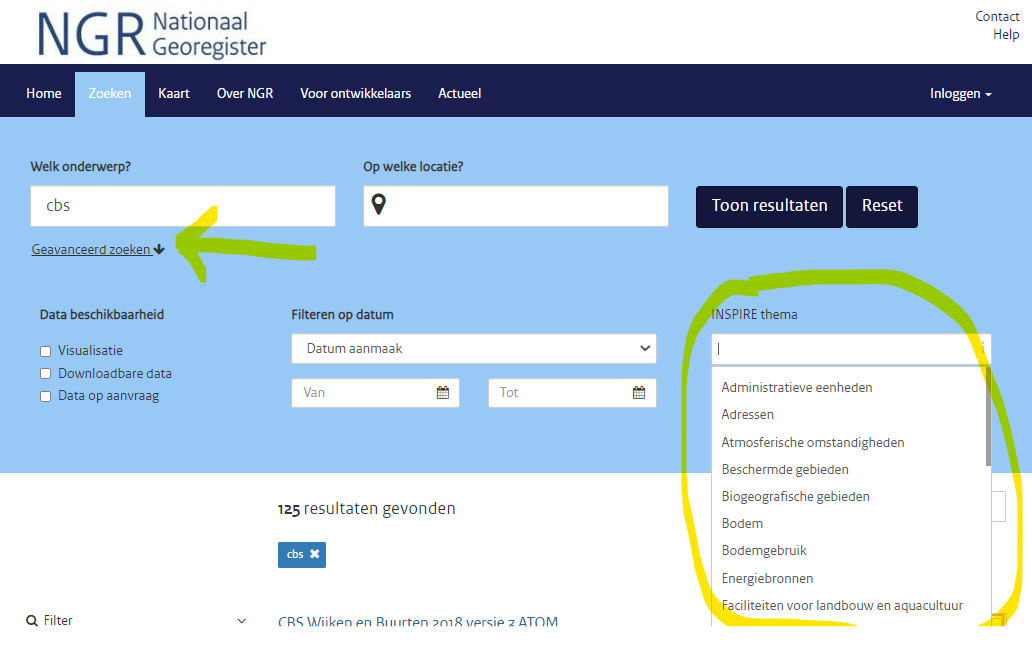 NGR Nationaal Georegister
Contact
Help
Home Zoeken Kaart Over NGR Voor ontwikkelaars Actueel Inloggen
Welk onderwerp? Op welke locatie?
cbs Toon resultaten Reset
Geavanceerd zoeken
Data beschikbaarheid Filteren op datum INSPIRE thema
Visualisatie Datum aanmaak
Downloadbare data
Data op aanvraag Van Tot
Administratieve eenheden
Adressen
Atmosferische omstandigheden
Beschermde gebieden
Biogeografische gebieden
Bodem
Bodemgebruik
Energiebronnen
Faciliteiten voor landbouw en aquacultuur
125 resultaten gevonden
cbs
Filter
CBS Wijken en Buurten 2018 versie 3 ATOM